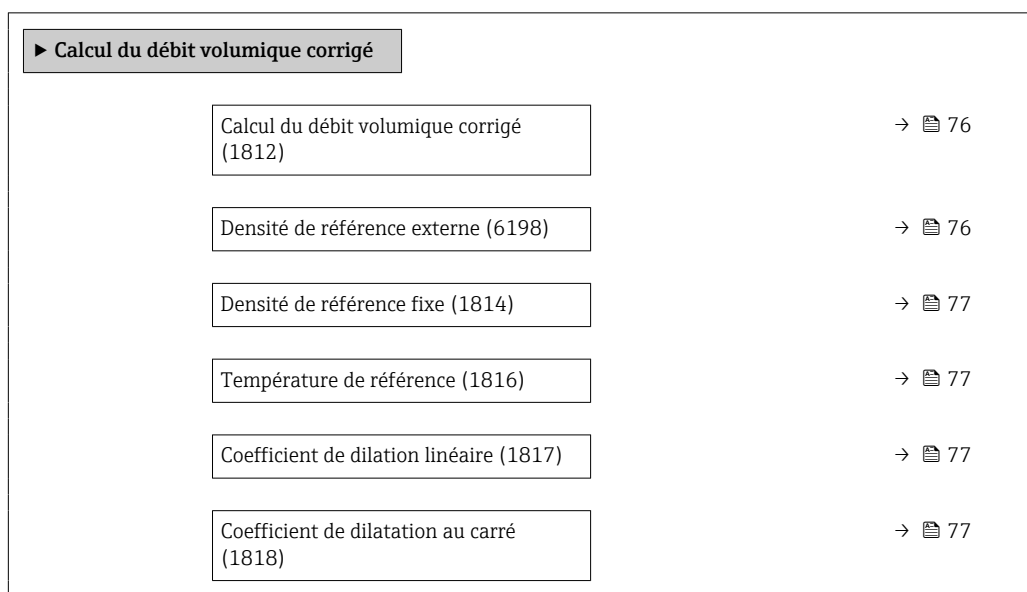 ▶ Calcul du débit volumique corrigé
Calcul du débit volumique corrigé
(1812)
→ 76
Densité de référence externe (6198)
→ 76
Densité de référence fixe (1814)
→ 77
Température de référence (1816)
→ 77
Coefficient de dilation linéaire (1817)
→ 77
Coefficient de dilatation au carré
(1818)
→ 77